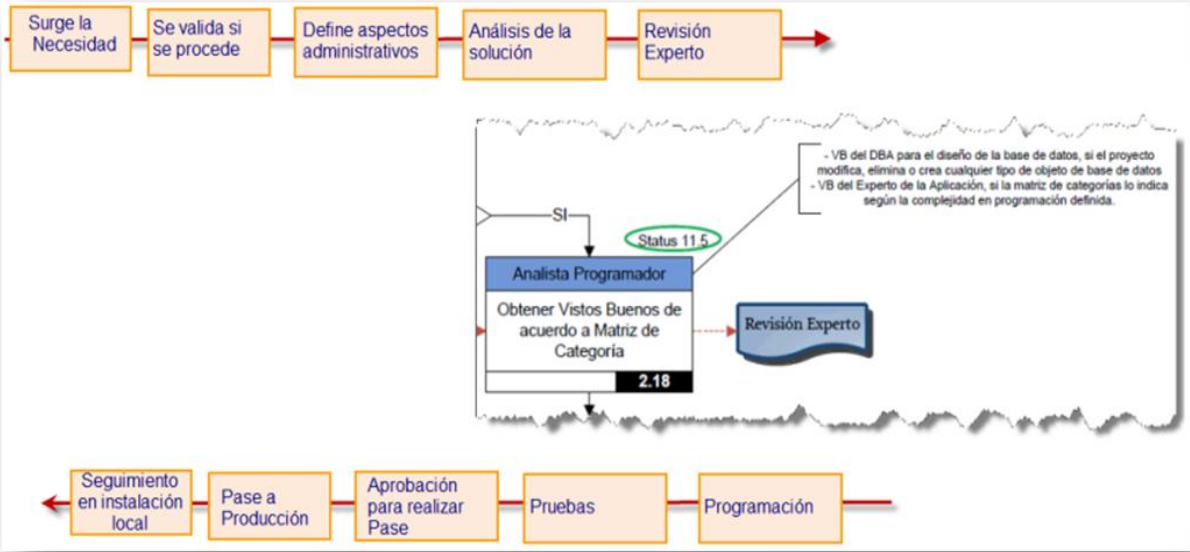 Surge la
Necesidad
Se valida si
se procede
Define aspectos
administrativos
Análisis de la
solución
Revisión
Experto
- VB del DBA para el diseño de la base de datos, si el proyecto
modifica, elimina o crea cualquier tipo de objeto de base de datos
- VB del Experto de la Aplicación, si la matriz de categorías lo indica
según la complejidad en programación definida.
SI
Status 11.5
Analista Programador
Obtener Vistos Buenos de
acuerdo a Matriz de
Categoría
2.18
Revisión Experto
Seguimiento
en instalación
local
Pase a
Producción
Aprobación
para realizar
Pase
Pruebas
Programación